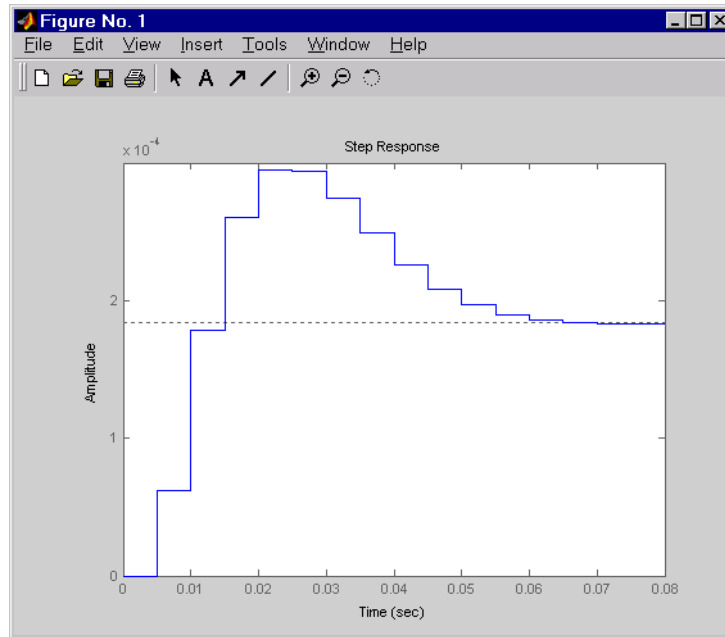 Figure No. 1
File Edit View Insert Tools Window Help
A
x 10⁻⁴
Step Response
2
1
0
Amplitude
0 0.01 0.02 0.03 0.04 0.05 0.06 0.07 0.08
Time (sec)